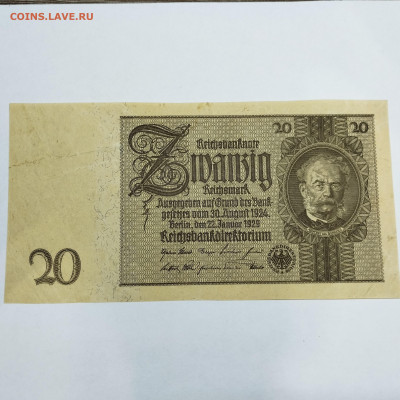 COINS.LAVE.RU
20 20
Reichsbanknote
Zwanzig
Reichsmark
Ausgegeben auf Grund des Bank-
gesetzes vom 30. August 1924
Berlin, den 22. Januar 1929
Reichsbankdirektorium
20